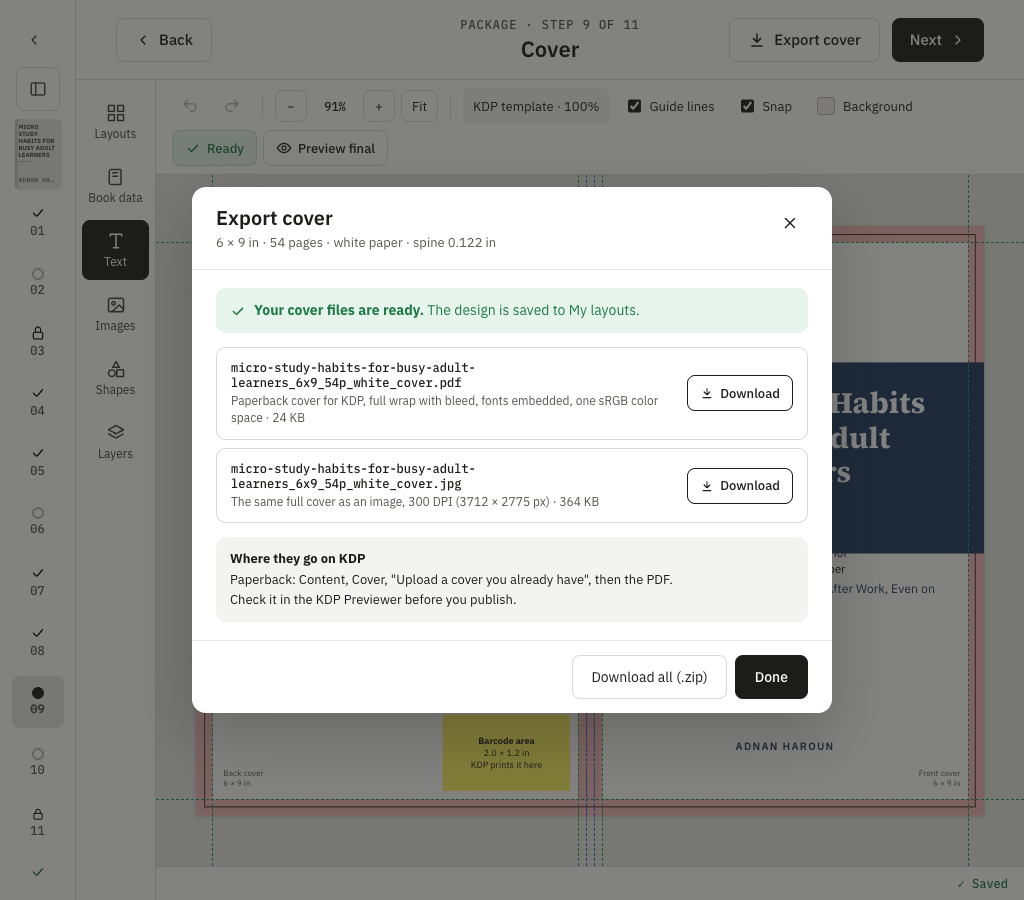 PACKAGE · STEP 9 OF 11
Back
Cover
Export cover
Next
91%
Fit
KDP template · 100%
Guide lines
Snap
Background
Ready
Preview final
MICRO
STUDY
HABITS FOR
BUSY ADULT
LEARNERS
ADNAN HA…
01
02
03
04
05
06
07
08
09
10
11
Layouts
Book data
Text
Images
Shapes
Layers
Export cover
6 × 9 in · 54 pages · white paper · spine 0.122 in
Your cover files are ready. The design is saved to My layouts.
micro-study-habits-for-busy-adult-
learners_6x9_54p_white_cover.pdf
Paperback cover for KDP, full wrap with bleed, fonts embedded, one sRGB color
space · 24 KB
Download
micro-study-habits-for-busy-adult-
learners_6x9_54p_white_cover.jpg
The same full cover as an image, 300 DPI (3712 × 2775 px) · 364 KB
Download
Where they go on KDP
Paperback: Content, Cover, "Upload a cover you already have", then the PDF.
Check it in the KDP Previewer before you publish.
Download all (.zip)
Done
Habits
dult
rs
After Work, Even on
Barcode area
2.0 × 1.2 in
KDP prints it here
Back cover
6 × 9 in
ADNAN HAROUN
Front cover
6 × 9 in
✓ Saved